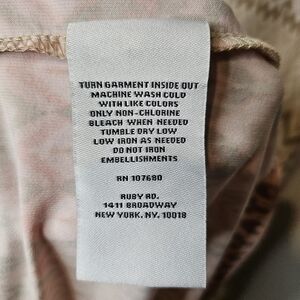 TURN GARMENT INSIDE OUT
MACHINE WASH COLD
WITH LIKE COLORS
ONLY NON-CHLORINE
BLEACH WHEN NEEDED
TUMBLE DRY LOW
LOW IRON AS NEEDED
DO NOT IRON
EMBELLISHMENTS
RN 107680
RUBY RD.
1411 BROADWAY
NEW YORK, NY. 10018